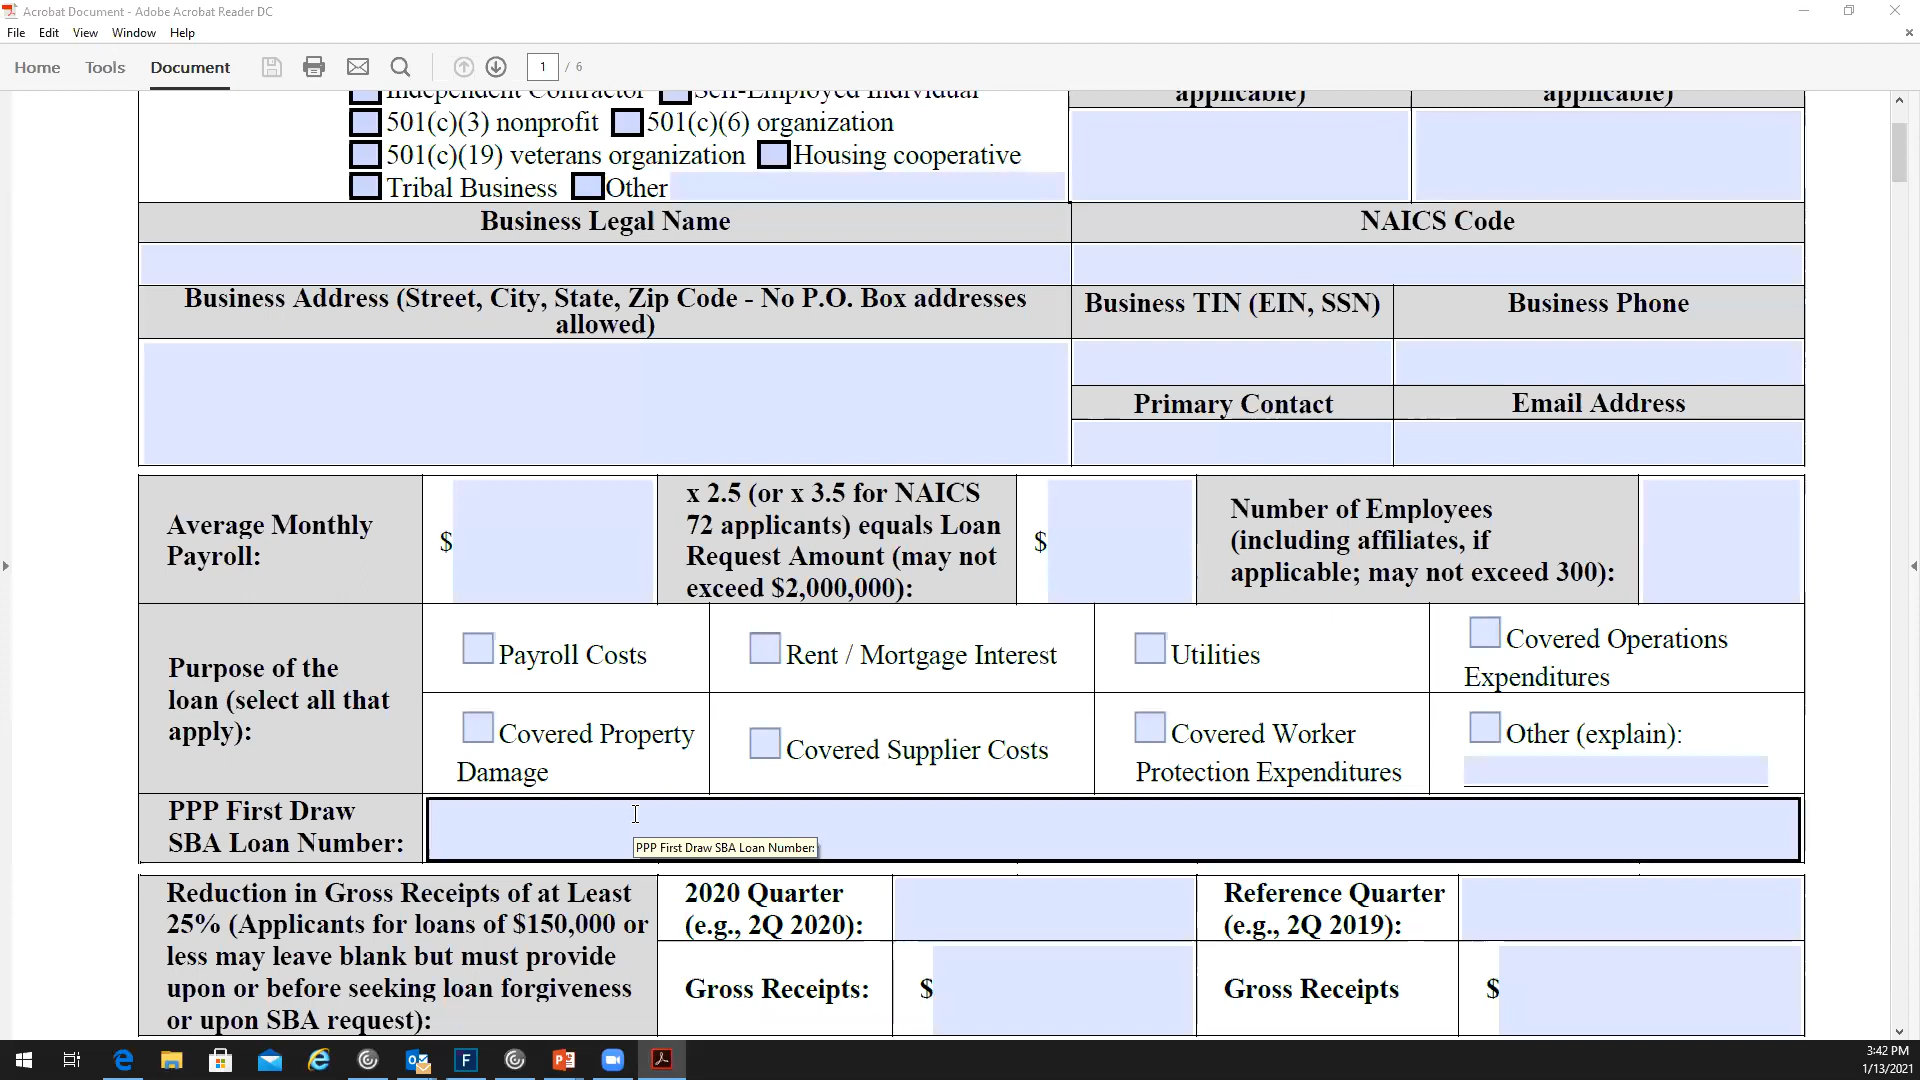 Acrobat Document - Adobe Acrobat Reader DC
File Edit View Window Help
Home Tools Document 1 / 6
Independent Contractor Self-Employed Individual
applicable) applicable)
501(c)(3) nonprofit 501(c)(6) organization
501(c)(19) veterans organization Housing cooperative
Tribal Business Other
Business Legal Name NAICS Code
Business Address (Street, City, State, Zip Code - No P.O. Box addresses
allowed)
Business TIN (EIN, SSN) Business Phone
Primary Contact Email Address
Average Monthly
Payroll:
$
x 2.5 (or x 3.5 for NAICS
72 applicants) equals Loan
Request Amount (may not
exceed $2,000,000):
$
Number of Employees
(including affiliates, if
applicable; may not exceed 300):
Purpose of the
loan (select all that
apply):
Payroll Costs
Rent / Mortgage Interest
Utilities
Covered Operations
Expenditures
Covered Property
Damage
Covered Supplier Costs
Covered Worker
Protection Expenditures
Other (explain):
PPP First Draw
SBA Loan Number:
PPP First Draw SBA Loan Number:
Reduction in Gross Receipts of at Least
25% (Applicants for loans of $150,000 or
less may leave blank but must provide
upon or before seeking loan forgiveness
or upon SBA request):
2020 Quarter
(e.g., 2Q 2020):
Reference Quarter
(e.g., 2Q 2019):
Gross Receipts: $
Gross Receipts $
3:42 PM
1/13/2021